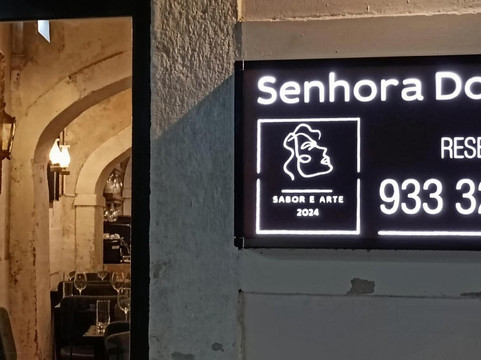 Senhora Do
RESE
933 32
SABOR E ARTE
2024